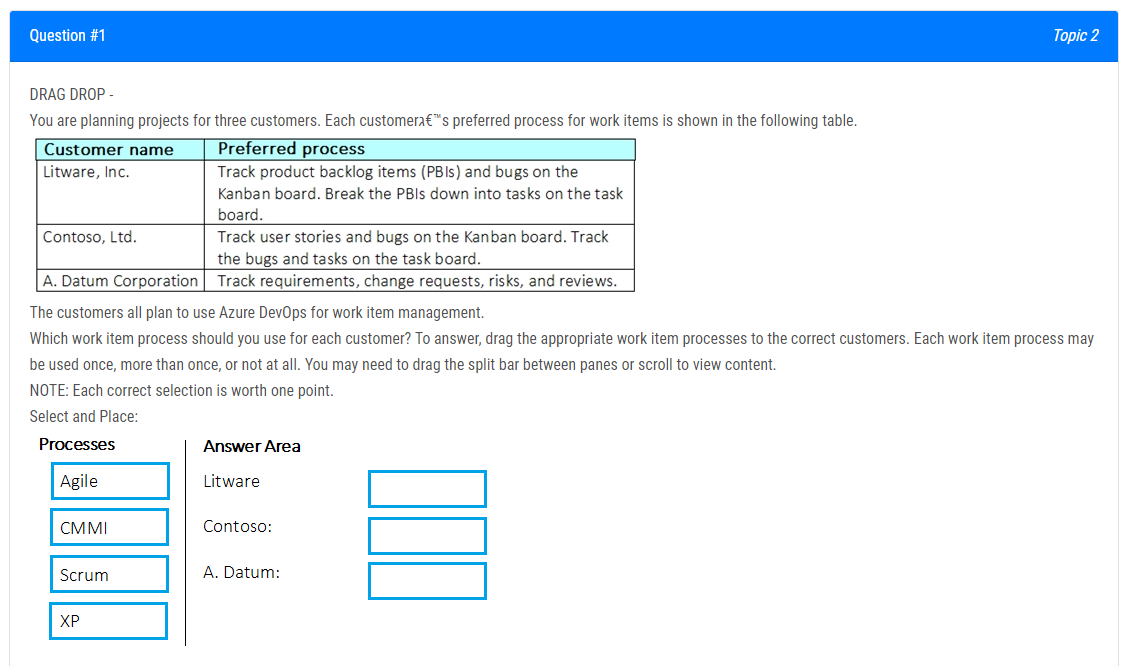 Question #1
Topic 2
DRAG DROP -
You are planning projects for three customers. Each customerג€™s preferred process for work items is shown in the following table.
Customer name
Preferred process
Litware, Inc.
Track product backlog items (PBIs) and bugs on the
Kanban board. Break the PBIs down into tasks on the task
board.
Contoso, Ltd.
Track user stories and bugs on the Kanban board. Track
the bugs and tasks on the task board.
A. Datum Corporation
Track requirements, change requests, risks, and reviews.
The customers all plan to use Azure DevOps for work item management.
Which work item process should you use for each customer? To answer, drag the appropriate work item processes to the correct customers. Each work item process may
be used once, more than once, or not at all. You may need to drag the split bar between panes or scroll to view content.
NOTE: Each correct selection is worth one point.
Select and Place:
Processes
Agile
CMMI
Scrum
XP
Answer Area
Litware
Contoso:
A. Datum: